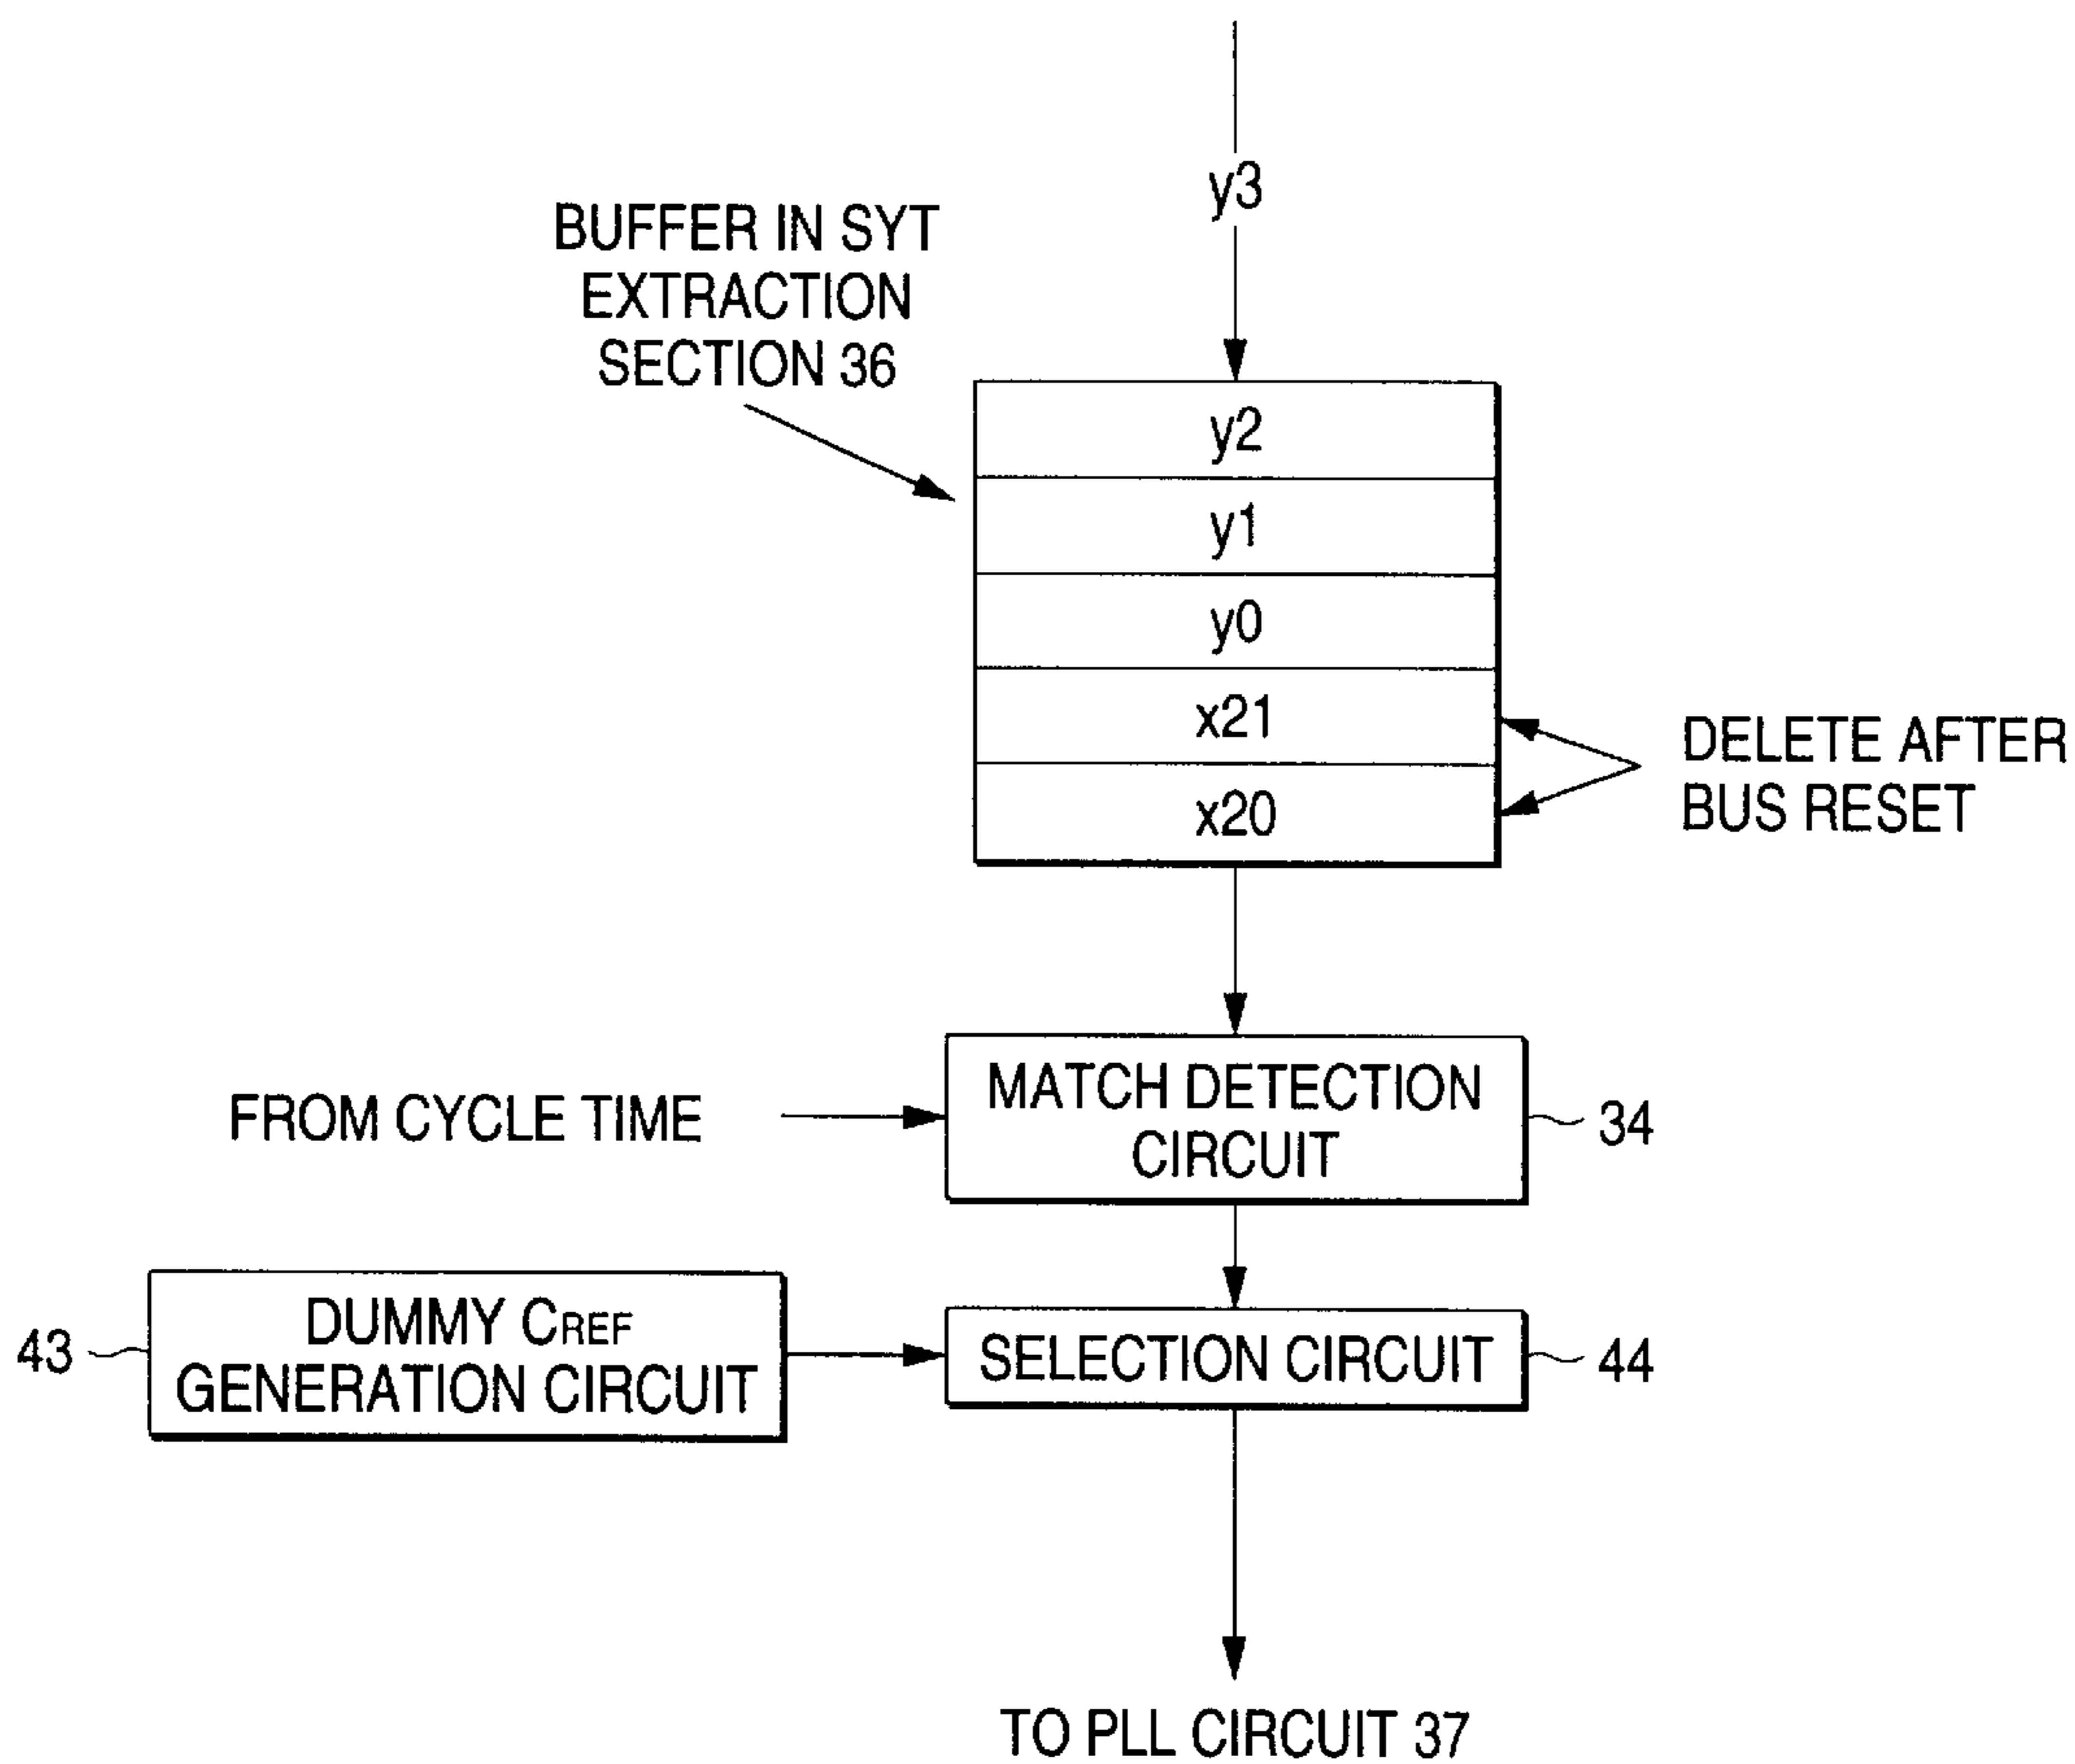 y3
BUFFER IN SYT
EXTRACTION
SECTION 36
y2
y1
y0
x21
x20
DELETE AFTER
BUS RESET
FROM CYCLE TIME
MATCH DETECTION
CIRCUIT
34
43
DUMMY CREF
GENERATION CIRCUIT
SELECTION CIRCUIT
44
TO PLL CIRCUIT 37